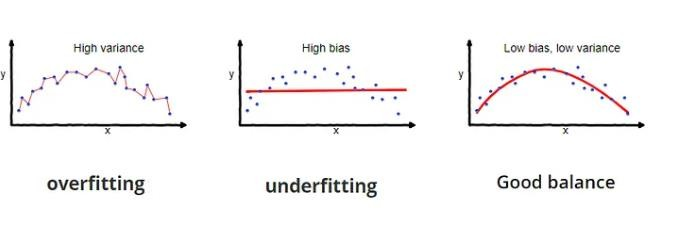 High variance
y
x
overfitting
High bias
y
x
underfitting
Low bias, low variance
y
x
Good balance